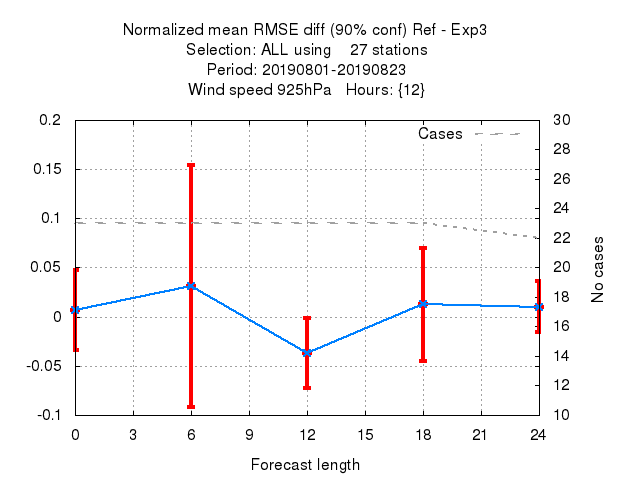 Normalized mean RMSE diff (90% conf) Ref - Exp3
Selection: ALL using 27 stations
Period: 20190801-20190823
Wind speed 925hPa Hours: {12}
Cases
0.2
0.15
0.1
0.05
0
-0.05
-0.1
30
28
26
24
22
20
18
16
14
12
10
No cases
0 3 6 9 12 15 18 21 24
Forecast length